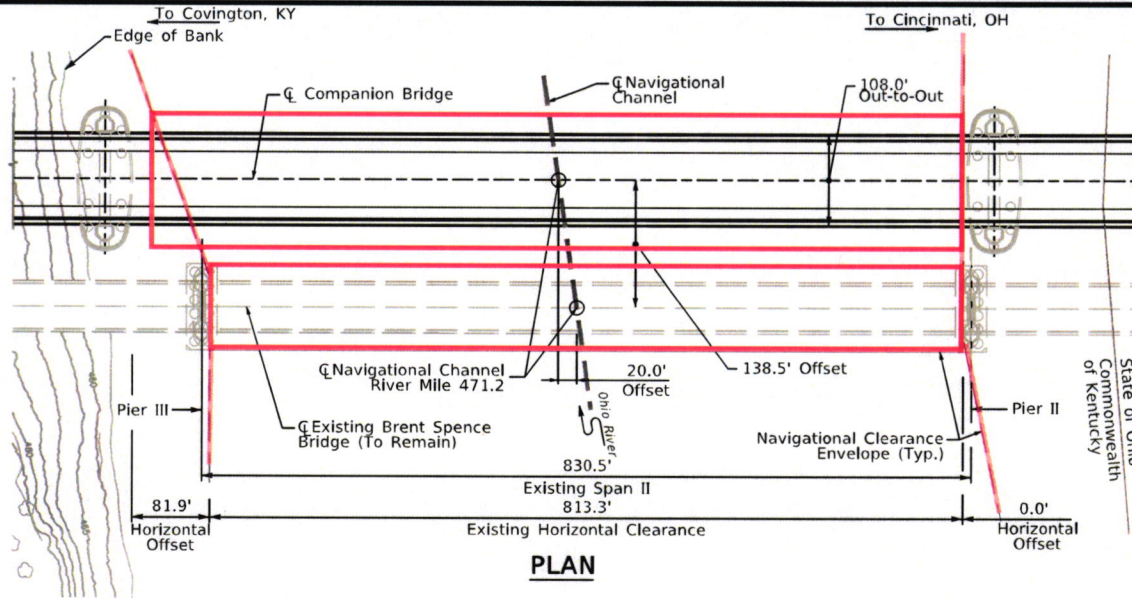 To Covington, KY
To Cincinnati, OH
Edge of Bank
℄ Navigational
Channel
℄ Companion Bridge
108.0'
Out-to-Out
℄ Navigational Channel
River Mile 471.2
20.0'
Offset
138.5' Offset
Pier III
Pier II
℄ Existing Brent Spence
Bridge (To Remain)
Ohio River
Navigational Clearance
Envelope (Typ.)
State of Ohio
Commonwealth
of Kentucky
830.5'
Existing Span II
81.9'
Horizontal
Offset
813.3'
Existing Horizontal Clearance
0.0'
Horizontal
Offset
480
460
PLAN